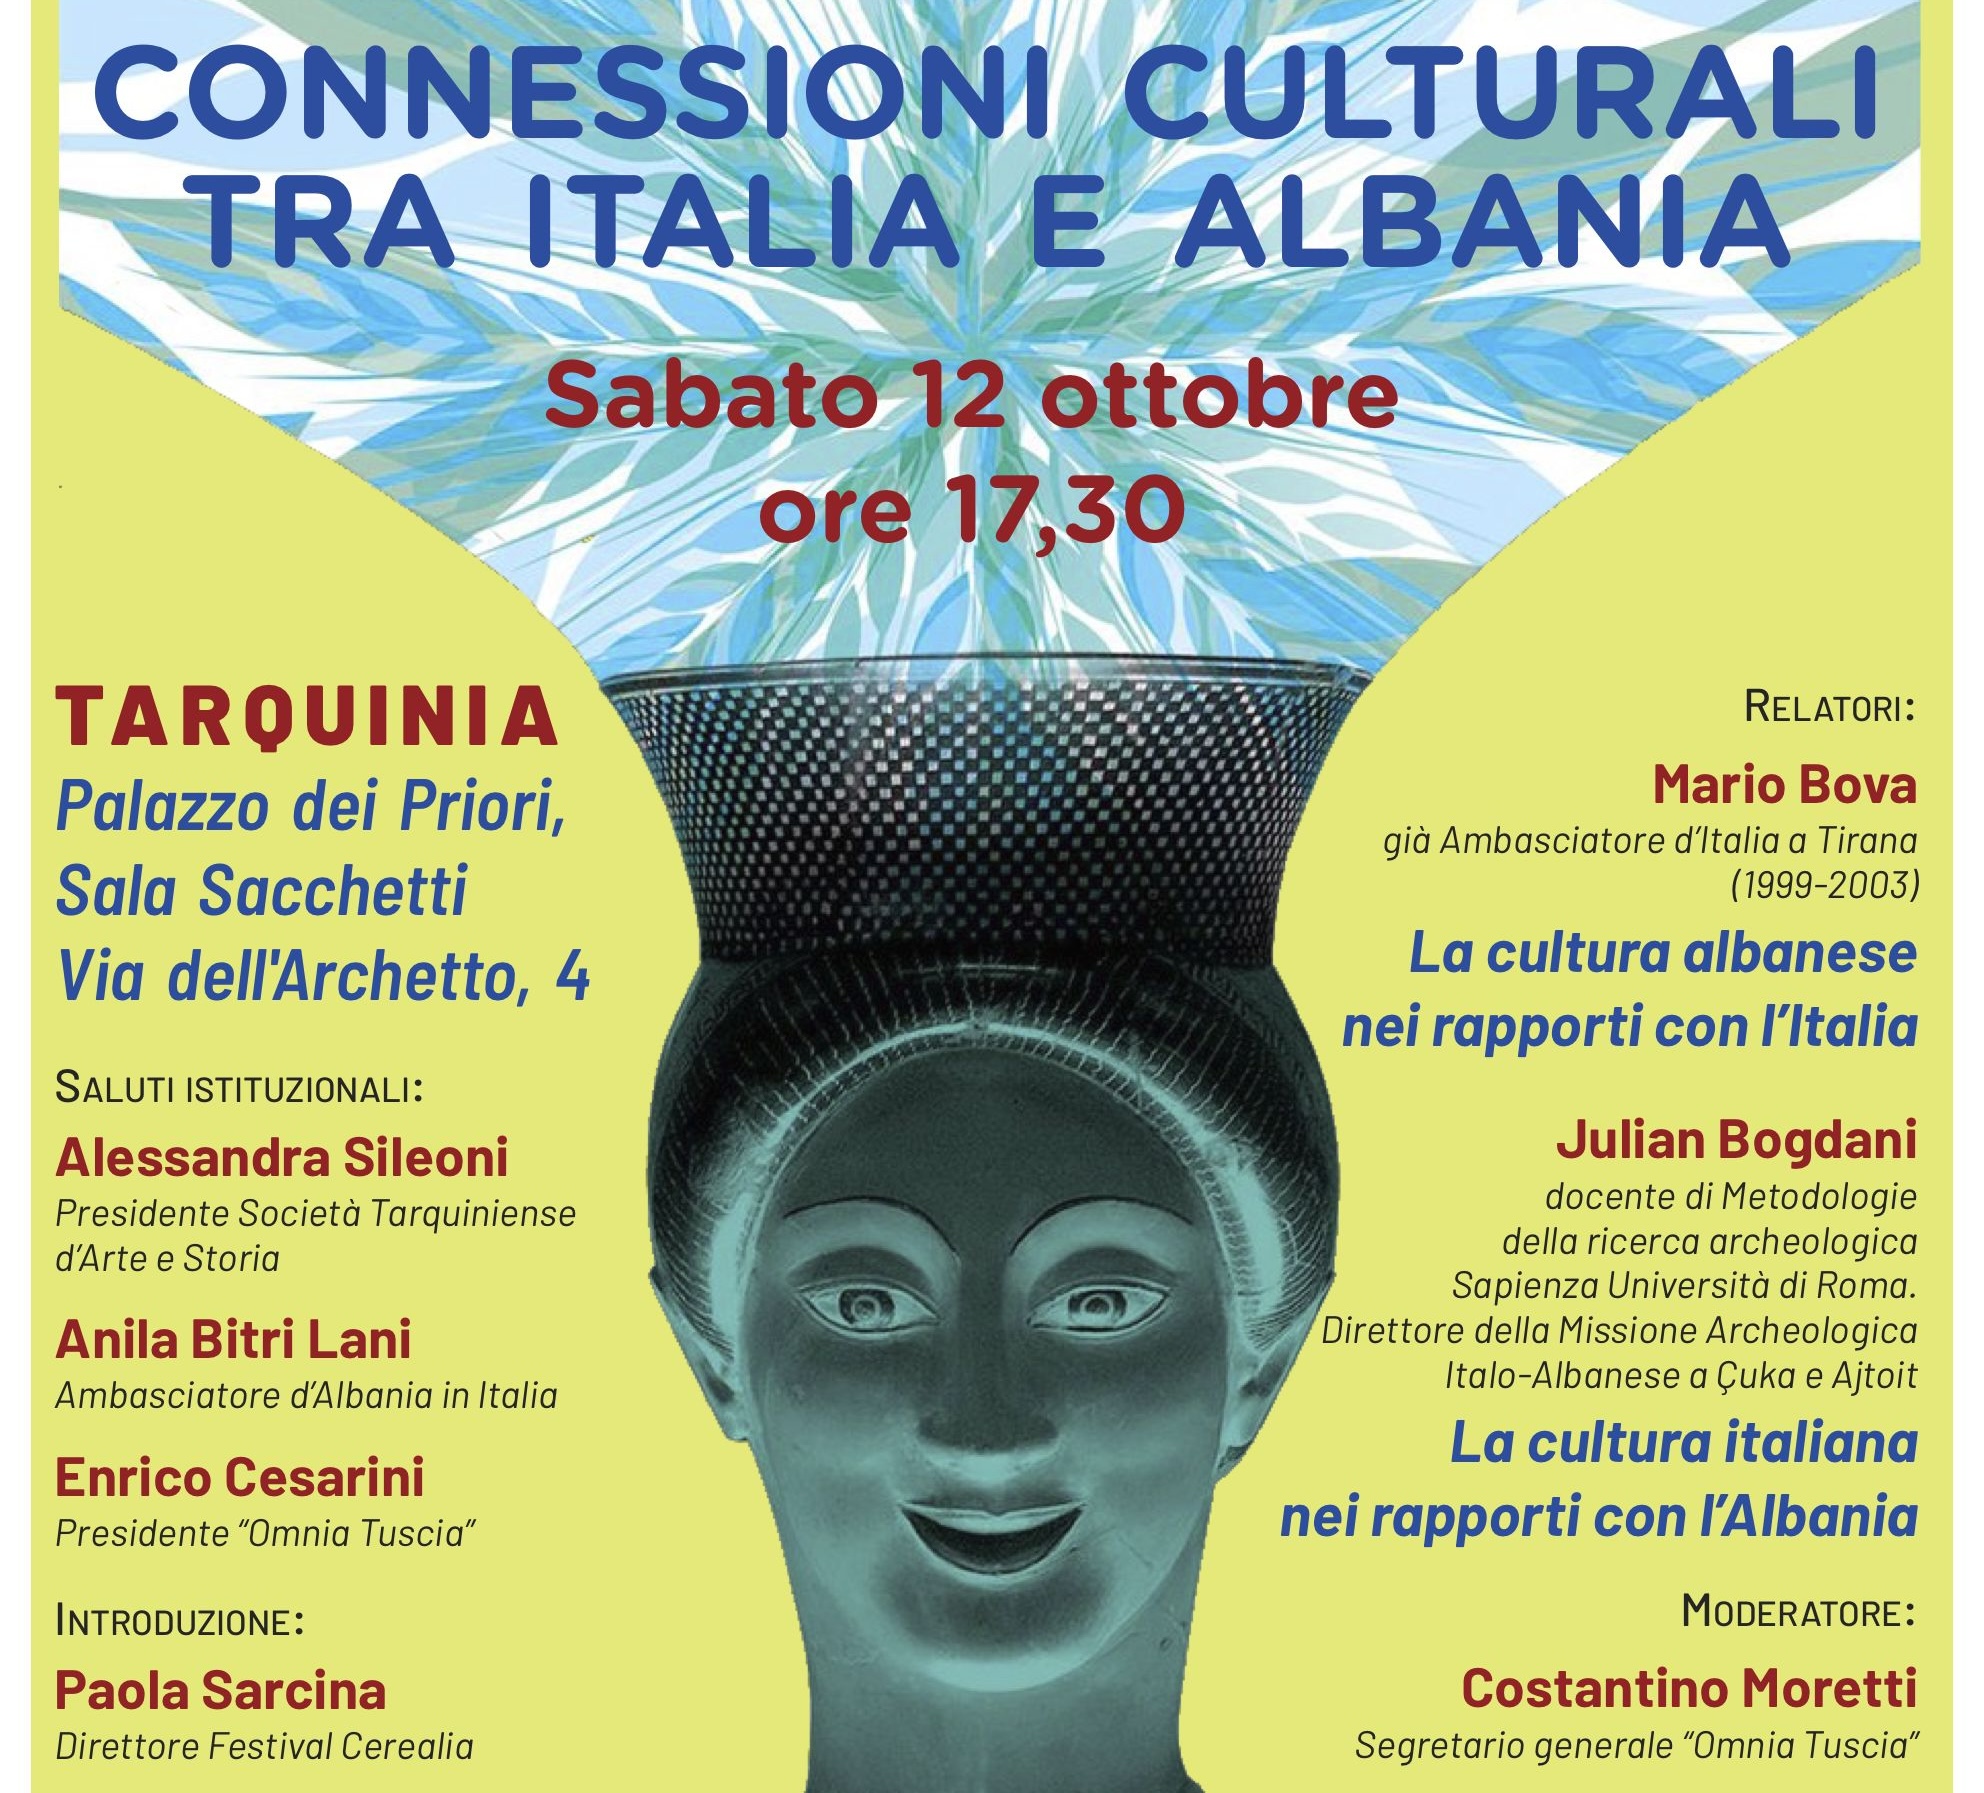 CONNESSIONI CULTURALI
TRA ITALIA E ALBANIA
Sabato 12 ottobre
ore 17,30
TARQUINIA
Palazzo dei Priori,
Sala Sacchetti
Via dell'Archetto, 4
SALUTI ISTITUZIONALI:
Alessandra Sileoni
Presidente Società Tarquiniense
d’Arte e Storia
Anila Bitri Lani
Ambasciatore d’Albania in Italia
Enrico Cesarini
Presidente “Omnia Tuscia”
INTRODUZIONE:
Paola Sarcina
Direttore Festival Cerealia
RELATORI:
Mario Bova
già Ambasciatore d’Italia a Tirana
(1999-2003)
La cultura albanese
nei rapporti con l’Italia
Julian Bogdani
docente di Metodologie
della ricerca archeologica
Sapienza Università di Roma.
Direttore della Missione Archeologica
Italo-Albanese a Çuka e Ajtoit
La cultura italiana
nei rapporti con l’Albania
MODERATORE:
Costantino Moretti
Segretario generale “Omnia Tuscia”